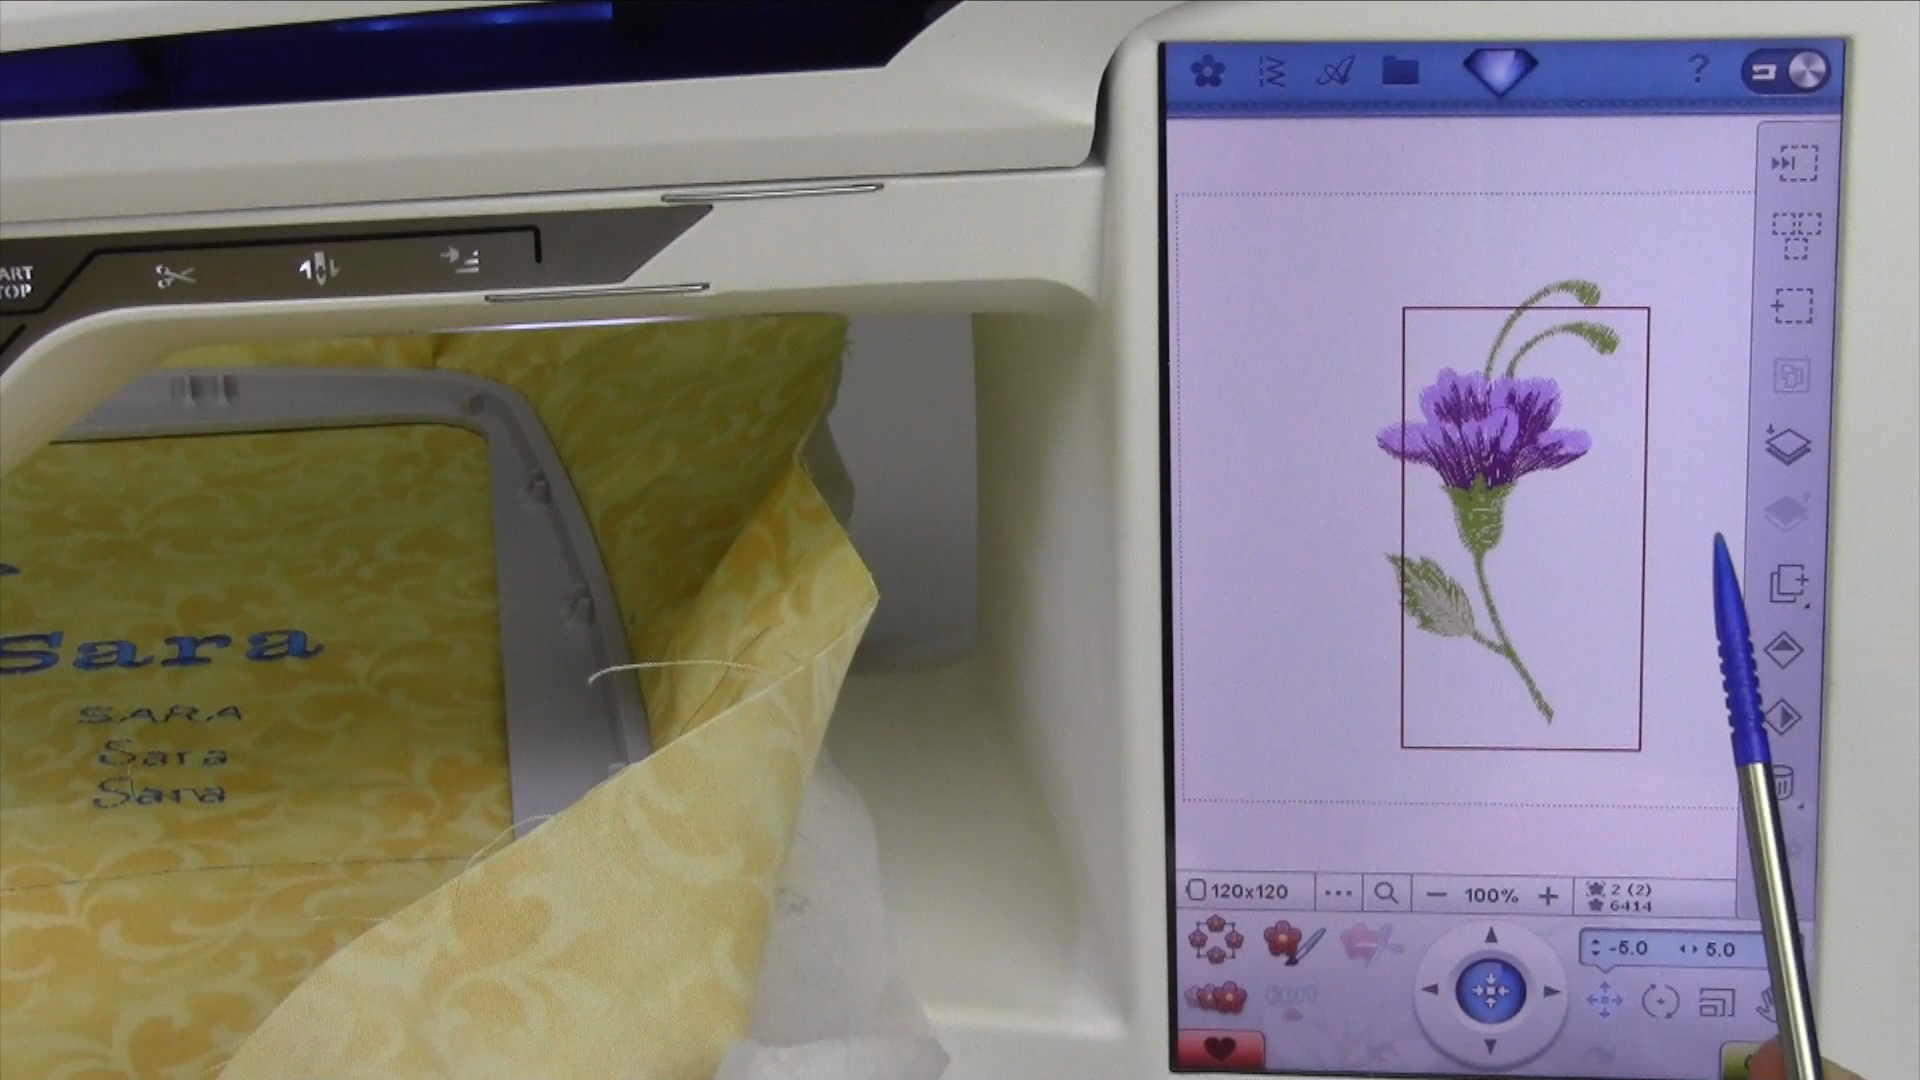 ART
TOP
Sara
SARA
Sara
Sara
?
120x120
...
100%
2 (2)
6414
-5.0
5.0